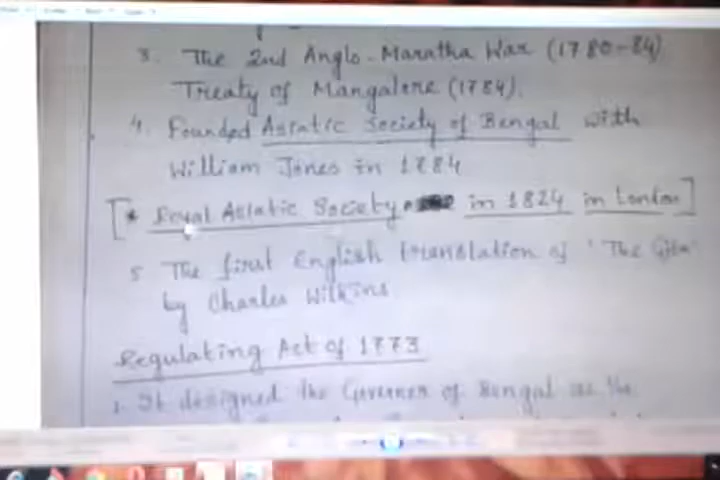 3. The 2nd Anglo-Maratha War (1780-84)
Treaty of Mangalore (1784).
4. Founded Asiatic Society of Bengal with
William Jones in 1784
[* Royal Asiatic Society in 1824 in London]
5 The first English translation of 'The Gita'
by Charles Wilkins
Regulating Act of 1773
1. It designed the Governer of Bengal as the